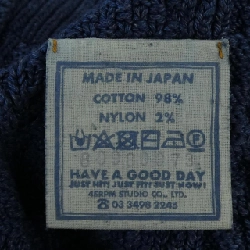 MADE IN JAPAN
COTTON 98%
NYLON 2%
HAVE A GOOD DAY
JUST HIT! JUST FIT! JUST NOW!
45RPM STUDIO CO., LTD.
☎03 3498 2245